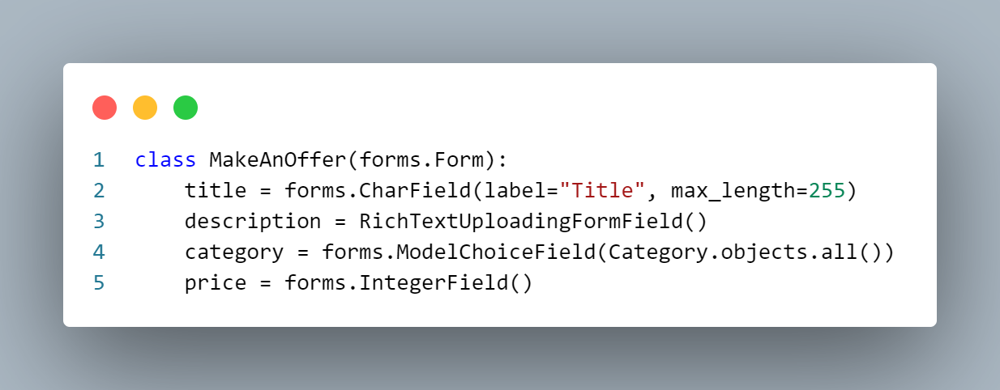 1 class MakeAnOffer(forms.Form):
2     title = forms.CharField(label="Title", max_length=255)
3     description = RichTextUploadingFormField()
4     category = forms.ModelChoiceField(Category.objects.all())
5     price = forms.IntegerField()